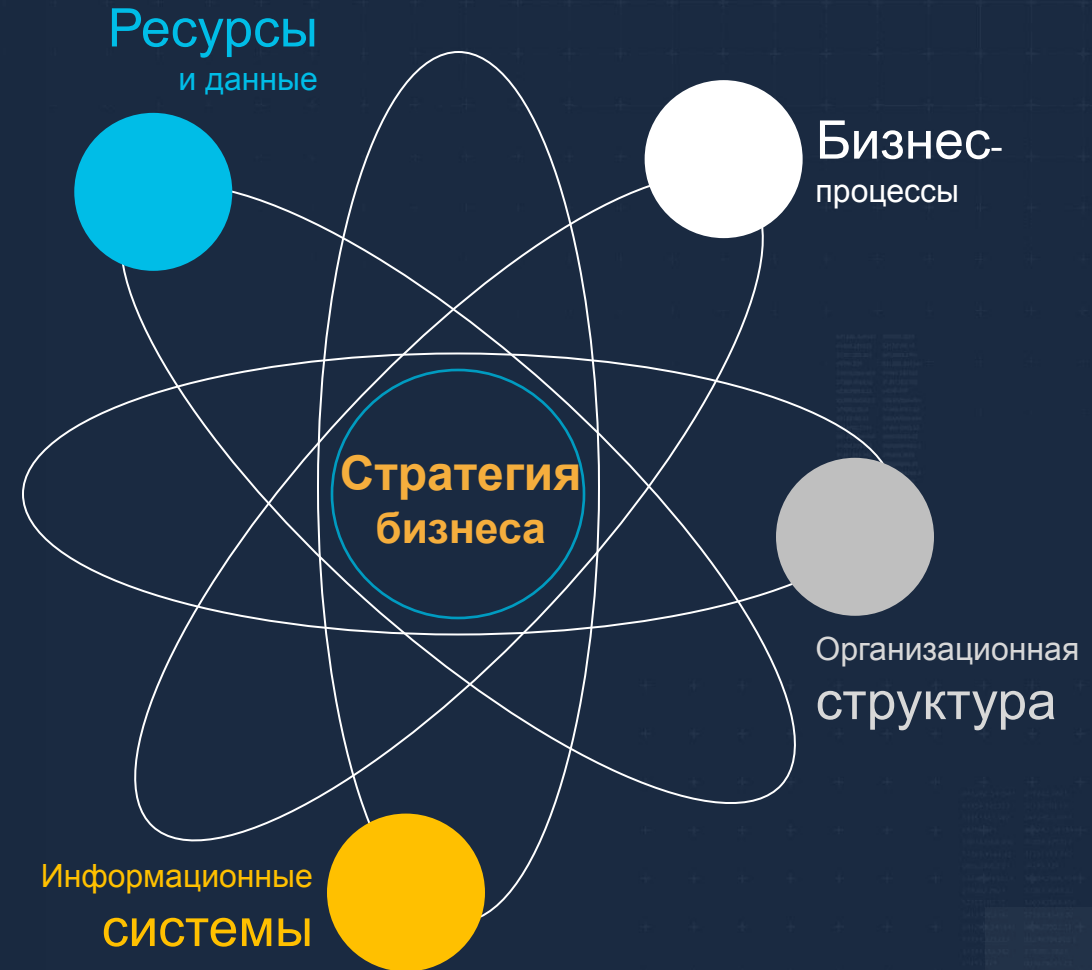 Ресурсы
и данные
Бизнес-
процессы
Стратегия
бизнеса
Организационная
структура
Информационные
системы